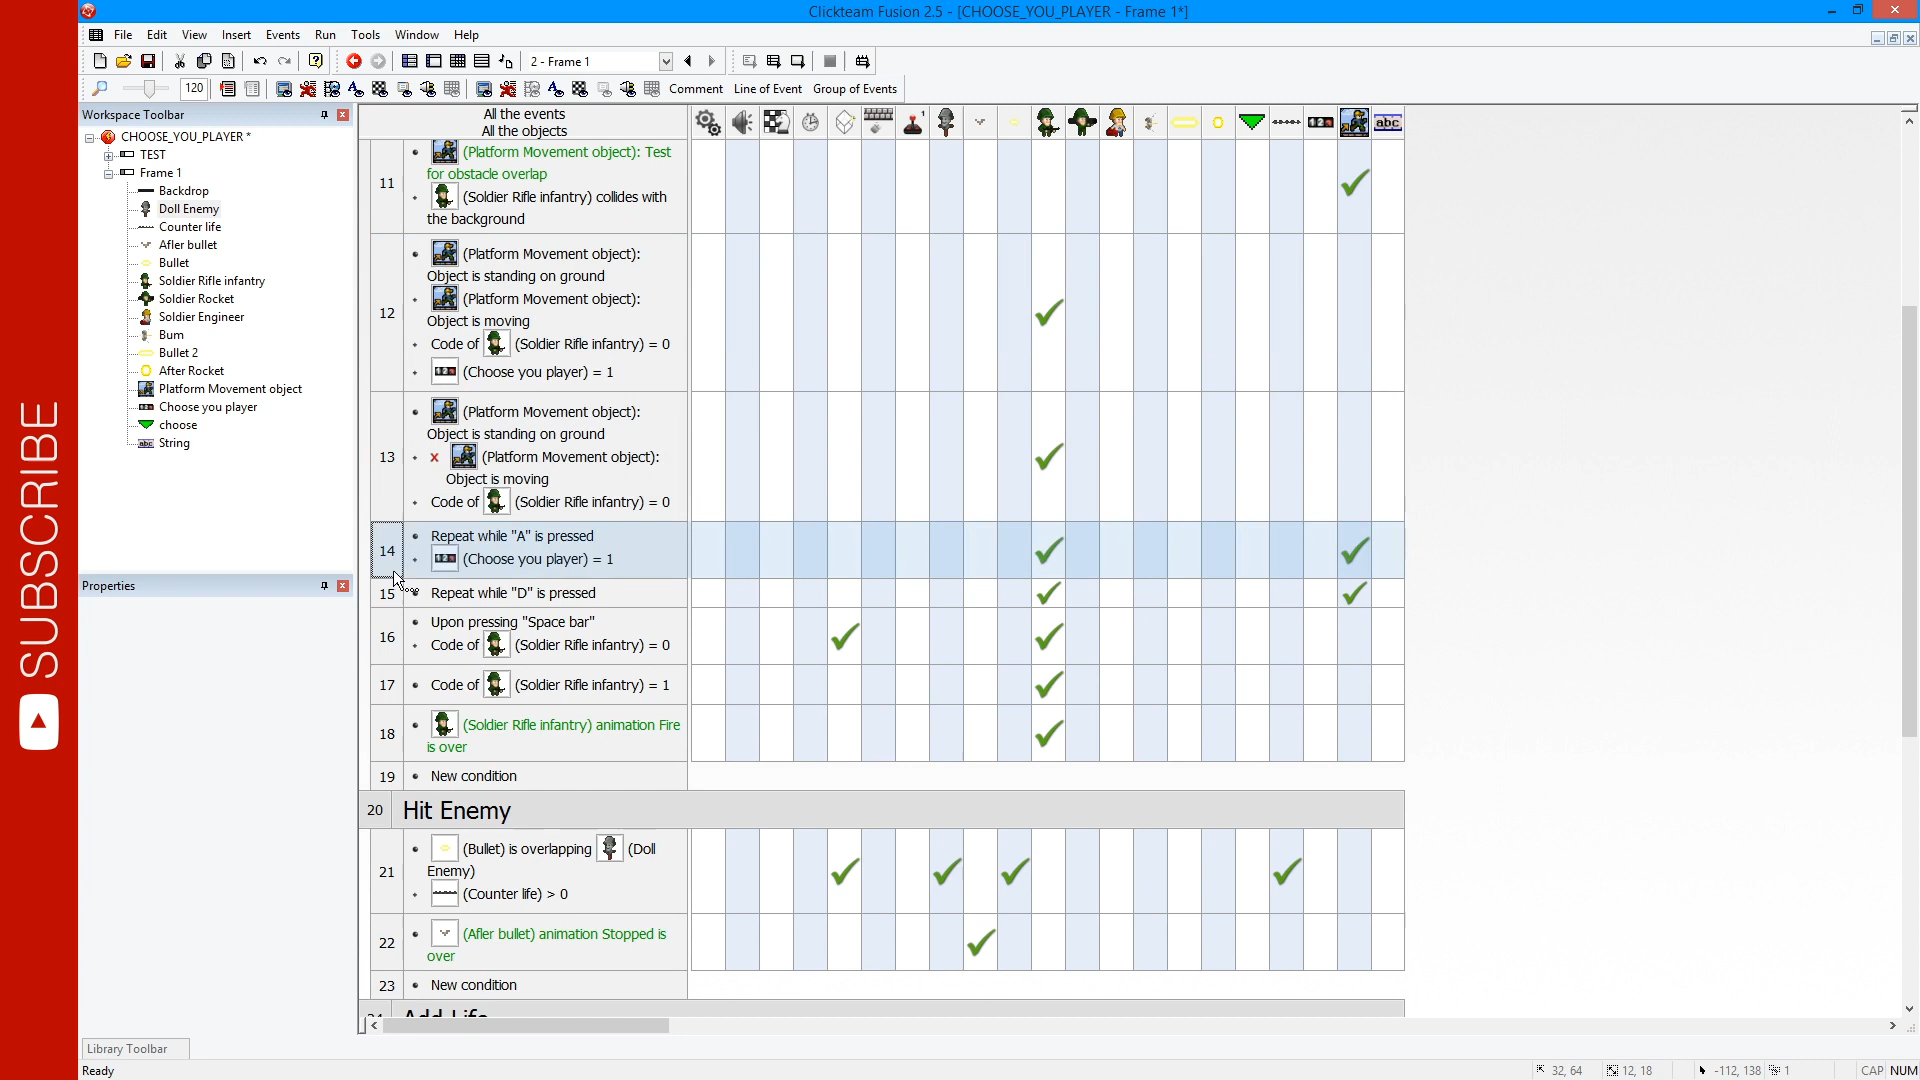 Clickteam Fusion 2.5 - [CHOOSE_YOU_PLAYER - Frame 1*]
File Edit View Insert Events Run Tools Window Help
2 - Frame 1
120 Comment Line of Event Group of Events
Workspace Toolbar
CHOOSE_YOU_PLAYER *
TEST
Frame 1
Backdrop
Doll Enemy
Counter life
Afler bullet
Bullet
Soldier Rifle infantry
Soldier Rocket
Soldier Engineer
Bum
Bullet 2
After Rocket
Platform Movement object
Choose you player
choose
abc String
Properties
Library Toolbar
Ready
SUBSCRIBE
All the events
All the objects
1
abc
11
(Platform Movement object): Test
for obstacle overlap
(Soldier Rifle infantry) collides with
the background
12
(Platform Movement object):
Object is standing on ground
(Platform Movement object):
Object is moving
Code of (Soldier Rifle infantry) = 0
(Choose you player) = 1
13
(Platform Movement object):
Object is standing on ground
X (Platform Movement object):
Object is moving
Code of (Soldier Rifle infantry) = 0
14
Repeat while "A" is pressed
(Choose you player) = 1
15 Repeat while "D" is pressed
16
Upon pressing "Space bar"
Code of (Soldier Rifle infantry) = 0
17 Code of (Soldier Rifle infantry) = 1
18
(Soldier Rifle infantry) animation Fire
is over
19 New condition
20 Hit Enemy
21
(Bullet) is overlapping (Doll
Enemy)
(Counter life) > 0
22
(Afler bullet) animation Stopped is
over
23 New condition
24 Add Life
32, 64 12, 18 -112, 138 1 CAP NUM